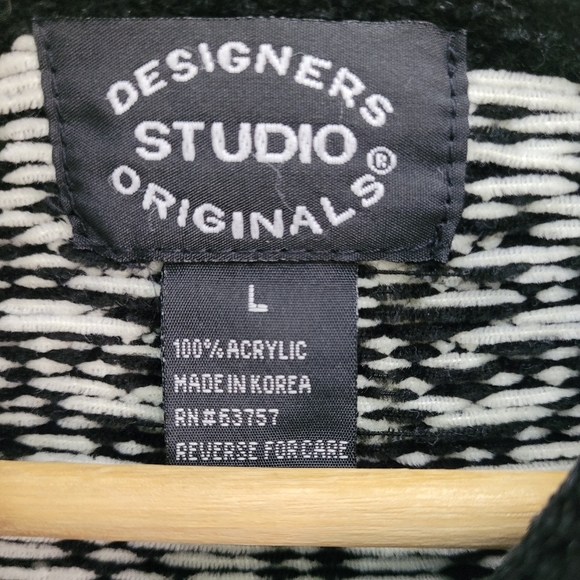 DESIGNERS
STUDIO
ORIGINALS®
L
100% ACRYLIC
MADE IN KOREA
RN#63757
REVERSE FOR CARE